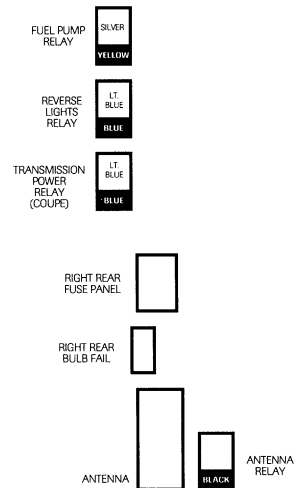 FUEL PUMP
RELAY
SILVER
YELLOW
REVERSE
LIGHTS
RELAY
LT.
BLUE
BLUE
TRANSMISSION
POWER
RELAY
(COUPE)
LT.
BLUE
BLUE
RIGHT REAR
FUSE PANEL
RIGHT REAR
BULB FAIL
ANTENNA
BLACK
ANTENNA
RELAY